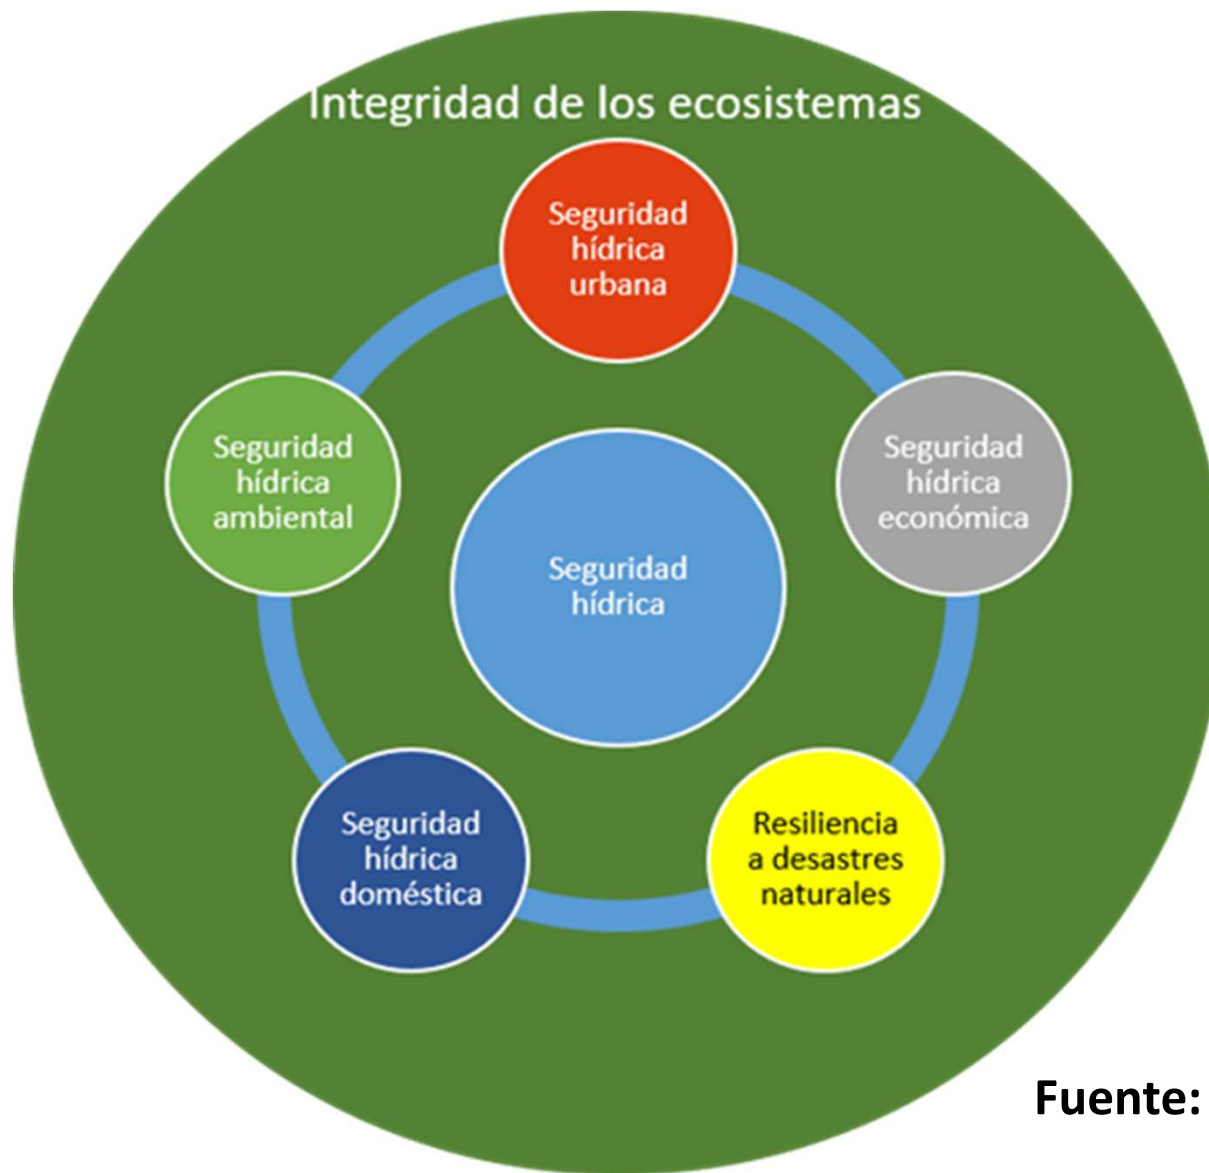 Integridad de los ecosistemas
Seguridad
hídrica
urbana
Seguridad
hídrica
ambiental
Seguridad
hídrica
económica
Seguridad
hídrica
Seguridad
hídrica
doméstica
Resiliencia
a desastres
naturales
Fuente: